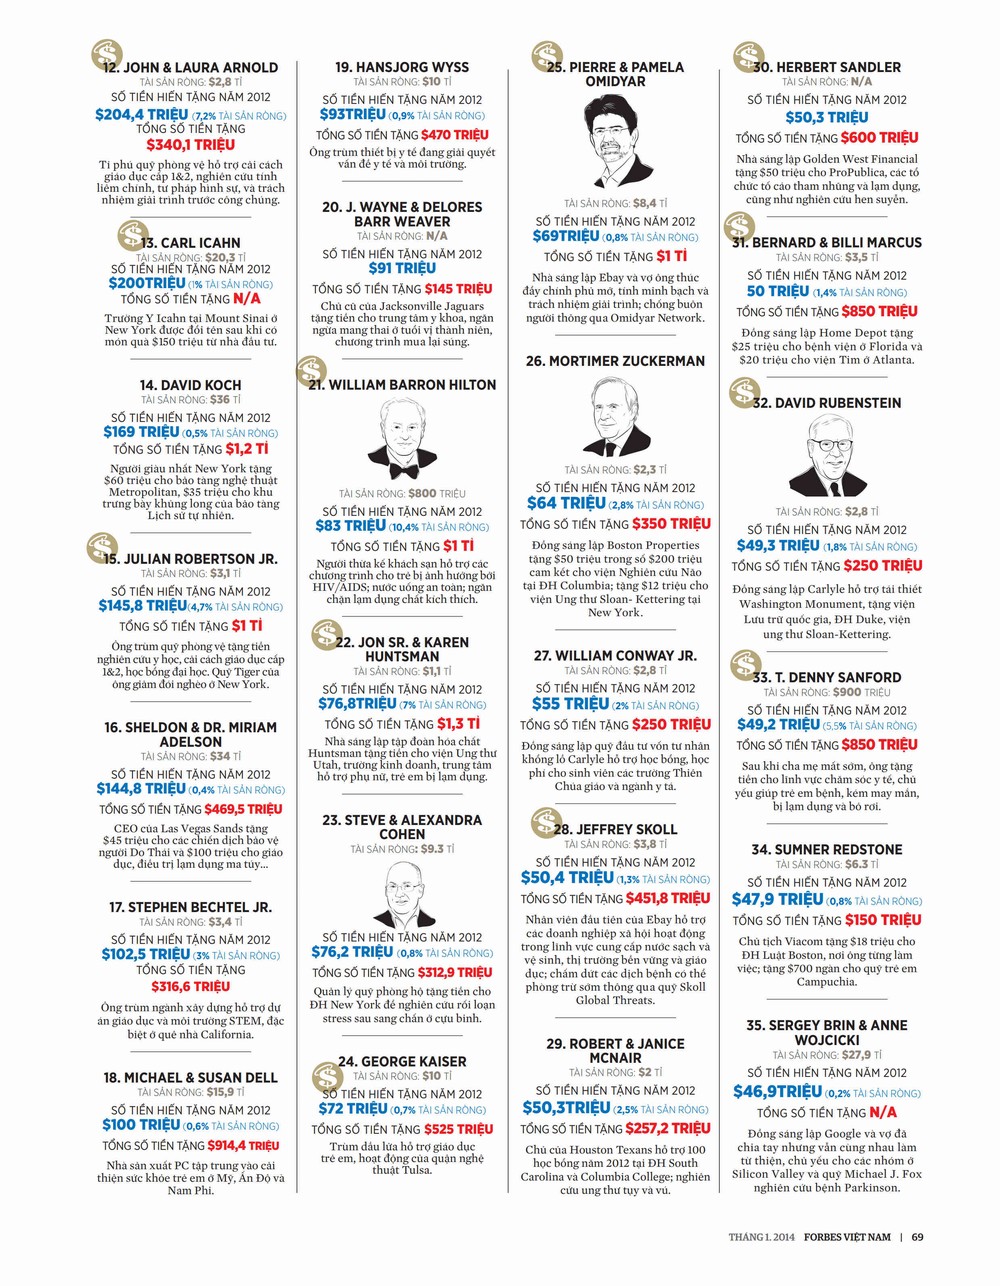 12. JOHN & LAURA ARNOLD
TÀI SẢN RÒNG: $2,8 TỈ
SỐ TIỀN HIẾN TẶNG NĂM 2012
$204,4 TRIỆU (7,2% TÀI SẢN RÒNG)
TỔNG SỐ TIỀN TẶNG
$340,1 TRIỆU
Tỉ phú quỹ phòng vệ hỗ trợ cải cách
giáo dục cấp 1&2, nghiên cứu tính
liêm chính, tư pháp hình sự, và trách
nhiệm giải trình trước công chúng.
13. CARL ICAHN
TÀI SẢN RÒNG: $20,3 TỈ
SỐ TIỀN HIẾN TẶNG NĂM 2012
$200TRIỆU (1% TÀI SẢN RÒNG)
TỔNG SỐ TIỀN TẶNG N/A
Trường Y Icahn tại Mount Sinai ở
New York được đổi tên sau khi có
món quà $150 triệu từ nhà đầu tư.
14. DAVID KOCH
TÀI SẢN RÒNG: $36 TỈ
SỐ TIỀN HIẾN TẶNG NĂM 2012
$169 TRIỆU (0,5% TÀI SẢN RÒNG)
TỔNG SỐ TIỀN TẶNG $1,2 TỈ
Người giàu nhất New York tặng
$60 triệu cho bảo tàng nghệ thuật
Metropolitan, $35 triệu cho khu
trưng bày khủng long của bảo tàng
Lịch sử tự nhiên.
15. JULIAN ROBERTSON JR.
TÀI SẢN RÒNG: $3,1 TỈ
SỐ TIỀN HIẾN TẶNG NĂM 2012
$145,8 TRIỆU(4,7% TÀI SẢN RÒNG)
TỔNG SỐ TIỀN TẶNG $1 TỈ
Ông trùm quỹ phòng vệ tặng tiền
nghiên cứu y học, cải cách giáo dục cấp
1&2, học bổng đại học. Quỹ Tiger của
ông giảm đói nghèo ở New York.
16. SHELDON & DR. MIRIAM
ADELSON
TÀI SẢN RÒNG: $34 TỈ
SỐ TIỀN HIẾN TẶNG NĂM 2012
$144,8 TRIỆU (0,4% TÀI SẢN RÒNG)
TỔNG SỐ TIỀN TẶNG $469,5 TRIỆU
CEO của Las Vegas Sands tặng
$45 triệu cho các chiến dịch bảo vệ
người Do Thái và $100 triệu cho giáo
dục, điều trị lạm dụng ma túy...
17. STEPHEN BECHTEL JR.
TÀI SẢN RÒNG: $3,4 TỈ
SỐ TIỀN HIẾN TẶNG NĂM 2012
$102,5 TRIỆU (3% TÀI SẢN RÒNG)
TỔNG SỐ TIỀN TẶNG
$316,6 TRIỆU
Ông trùm ngành xây dựng hỗ trợ dự
án giáo dục và môi trường STEM, đặc
biệt ở quê nhà California.
18. MICHAEL & SUSAN DELL
TÀI SẢN RÒNG: $15,9 TỈ
SỐ TIỀN HIẾN TẶNG NĂM 2012
$100 TRIỆU (0,6% TÀI SẢN RÒNG)
TỔNG SỐ TIỀN TẶNG $914,4 TRIỆU
Nhà sản xuất PC tập trung vào cải
thiện sức khỏe trẻ em ở Mỹ, Ấn Độ và
Nam Phi.
19. HANSJORG WYSS
TÀI SẢN RÒNG: $10 TỈ
SỐ TIỀN HIẾN TẶNG NĂM 2012
$93TRIỆU (0,9% TÀI SẢN RÒNG)
TỔNG SỐ TIỀN TẶNG $470 TRIỆU
Ông trùm thiết bị y tế đang giải quyết
vấn đề y tế và môi trường.
20. J. WAYNE & DELORES
BARR WEAVER
TÀI SẢN RÒNG: N/A
SỐ TIỀN HIẾN TẶNG NĂM 2012
$91 TRIỆU
TỔNG SỐ TIỀN TẶNG $145 TRIỆU
Chủ cũ của Jacksonville Jaguars
tặng tiền cho trung tâm y khoa, ngăn
ngừa mang thai ở tuổi vị thành niên,
chương trình mua lại súng.
21. WILLIAM BARRON HILTON
TÀI SẢN RÒNG: $800 TRIỆU
SỐ TIỀN HIẾN TẶNG NĂM 2012
$83 TRIỆU (10,4% TÀI SẢN RÒNG)
TỔNG SỐ TIỀN TẶNG $1 TỈ
Người thừa kế khách sạn hỗ trợ các
chương trình cho trẻ bị ảnh hưởng bởi
HIV/AIDS; nước uống an toàn; ngăn
chặn lạm dụng chất kích thích.
22. JON SR. & KAREN
HUNTSMAN
TÀI SẢN RÒNG: $1,1 TỈ
SỐ TIỀN HIẾN TẶNG NĂM 2012
$76,8TRIỆU (7% TÀI SẢN RÒNG)
TỔNG SỐ TIỀN TẶNG $1,3 TỈ
Nhà sáng lập tập đoàn hóa chất
Huntsman tặng tiền cho viện Ung thư
Utah, trường kinh doanh, trung tâm
hỗ trợ phụ nữ, trẻ em bị lạm dụng.
23. STEVE & ALEXANDRA
COHEN
TÀI SẢN RÒNG: $9.3 TỈ
SỐ TIỀN HIẾN TẶNG NĂM 2012
$76,2 TRIỆU (0,8% TÀI SẢN RÒNG)
TỔNG SỐ TIỀN TẶNG $312,9 TRIỆU
Quản lý quỹ phòng hộ tặng tiền cho
ĐH New York để nghiên cứu rối loạn
stress sau sang chấn ở cựu binh.
24. GEORGE KAISER
TÀI SẢN RÒNG: $10 TỈ
SỐ TIỀN HIẾN TẶNG NĂM 2012
$72 TRIỆU (0,7% TÀI SẢN RÒNG)
TỔNG SỐ TIỀN TẶNG $525 TRIỆU
Trùm dầu lửa hỗ trợ giáo dục
trẻ em, hoạt động của quận nghệ
thuật Tulsa.
25. PIERRE & PAMELA
OMIDYAR
TÀI SẢN RÒNG: $8,4 TỈ
SỐ TIỀN HIẾN TẶNG NĂM 2012
$69TRIỆU (0,8% TÀI SẢN RÒNG)
TỔNG SỐ TIỀN TẶNG $1 TỈ
Nhà sáng lập Ebay và vợ ông thúc
đẩy chính phủ mở, tính minh bạch và
trách nhiệm giải trình; chống buôn
người thông qua Omidyar Network.
26. MORTIMER ZUCKERMAN
TÀI SẢN RÒNG: $2,3 TỈ
SỐ TIỀN HIẾN TẶNG NĂM 2012
$64 TRIỆU (2,8% TÀI SẢN RÒNG)
TỔNG SỐ TIỀN TẶNG $350 TRIỆU
Đồng sáng lập Boston Properties
tặng $50 triệu trong số $200 triệu
cam kết cho viện Nghiên cứu Não
tại ĐH Columbia; tặng $12 triệu cho
viện Ung thư Sloan- Kettering tại
New York.
27. WILLIAM CONWAY JR.
TÀI SẢN RÒNG: $2,8 TỈ
SỐ TIỀN HIẾN TẶNG NĂM 2012
$55 TRIỆU (2% TÀI SẢN RÒNG)
TỔNG SỐ TIỀN TẶNG $250 TRIỆU
Đồng sáng lập quỹ đầu tư vốn tư nhân
khổng lồ Carlyle hỗ trợ học bổng, học
phí cho sinh viên các trường Thiên
Chúa giáo và ngành y tá.
28. JEFFREY SKOLL
TÀI SẢN RÒNG: $3,8 TỈ
SỐ TIỀN HIẾN TẶNG NĂM 2012
$50,4 TRIỆU (1,3% TÀI SẢN RÒNG)
TỔNG SỐ TIỀN TẶNG $451,8 TRIỆU
Nhân viên đầu tiên của Ebay hỗ trợ
các doanh nghiệp xã hội hoạt động
trong lĩnh vực cung cấp nước sạch và
vệ sinh, thị trường bền vững và giáo
dục; chấm dứt các dịch bệnh có thể
phòng trừ sớm thông qua quỹ Skoll
Global Threats.
29. ROBERT & JANICE
MCNAIR
TÀI SẢN RÒNG: $2 TỈ
SỐ TIỀN HIẾN TẶNG NĂM 2012
$50,3TRIỆU (2,5% TÀI SẢN RÒNG)
TỔNG SỐ TIỀN TẶNG $257,2 TRIỆU
Chủ của Houston Texans hỗ trợ 100
học bổng năm 2012 tại ĐH South
Carolina và Columbia College; nghiên
cứu ung thư tụy và vú.
30. HERBERT SANDLER
TÀI SẢN RÒNG: N/A
SỐ TIỀN HIẾN TẶNG NĂM 2012
$50,3 TRIỆU
TỔNG SỐ TIỀN TẶNG $600 TRIỆU
Nhà sáng lập Golden West Financial
tặng $50 triệu cho ProPublica, các tổ
chức tố cáo tham nhũng và lạm dụng,
cũng như nghiên cứu hen suyễn.
31. BERNARD & BILLI MARCUS
TÀI SẢN RÒNG: $3,5 TỈ
SỐ TIỀN HIẾN TẶNG NĂM 2012
50 TRIỆU (1,4% TÀI SẢN RÒNG)
TỔNG SỐ TIỀN TẶNG $850 TRIỆU
Đồng sáng lập Home Depot tặng
$25 triệu cho bệnh viện ở Florida và
$20 triệu cho viện Tim ở Atlanta.
32. DAVID RUBENSTEIN
TÀI SẢN RÒNG: $2,8 TỈ
SỐ TIỀN HIẾN TẶNG NĂM 2012
$49,3 TRIỆU (1,8% TÀI SẢN RÒNG)
TỔNG SỐ TIỀN TẶNG $250 TRIỆU
Đồng sáng lập Carlyle hỗ trợ tái thiết
Washington Monument, tặng viện
Lưu trữ quốc gia, ĐH Duke, viện
ung thư Sloan-Kettering.
33. T. DENNY SANFORD
TÀI SẢN RÒNG: $900 TRIỆU
SỐ TIỀN HIẾN TẶNG NĂM 2012
$49,2 TRIỆU (5,5% TÀI SẢN RÒNG)
TỔNG SỐ TIỀN TẶNG $850 TRIỆU
Sau khi cha mẹ mất sớm, ông tặng
tiền cho lĩnh vực chăm sóc y tế, chủ
yếu giúp trẻ em bệnh, kém may mắn,
bị lạm dụng và bỏ rơi.
34. SUMNER REDSTONE
TÀI SẢN RÒNG: $6.3 TỈ
SỐ TIỀN HIẾN TẶNG NĂM 2012
$47,9 TRIỆU (0,8% TÀI SẢN RÒNG)
TỔNG SỐ TIỀN TẶNG $150 TRIỆU
Chủ tịch Viacom tặng $18 triệu cho
ĐH Luật Boston, nơi ông từng làm
việc; tặng $700 ngàn cho quỹ trẻ em
Campuchia.
35. SERGEY BRIN & ANNE
WOJCICKI
TÀI SẢN RÒNG: $27,9 TỈ
SỐ TIỀN HIẾN TẶNG NĂM 2012
$46,9TRIỆU (0,2% TÀI SẢN RÒNG)
TỔNG SỐ TIỀN TẶNG N/A
Đồng sáng lập Google và vợ đã
chia tay nhưng vẫn cùng nhau làm
từ thiện, chủ yếu cho các nhóm ở
Silicon Valley và quỹ Michael J. Fox
nghiên cứu bệnh Parkinson.
THÁNG 1. 2014 FORBES VIỆT NAM | 69